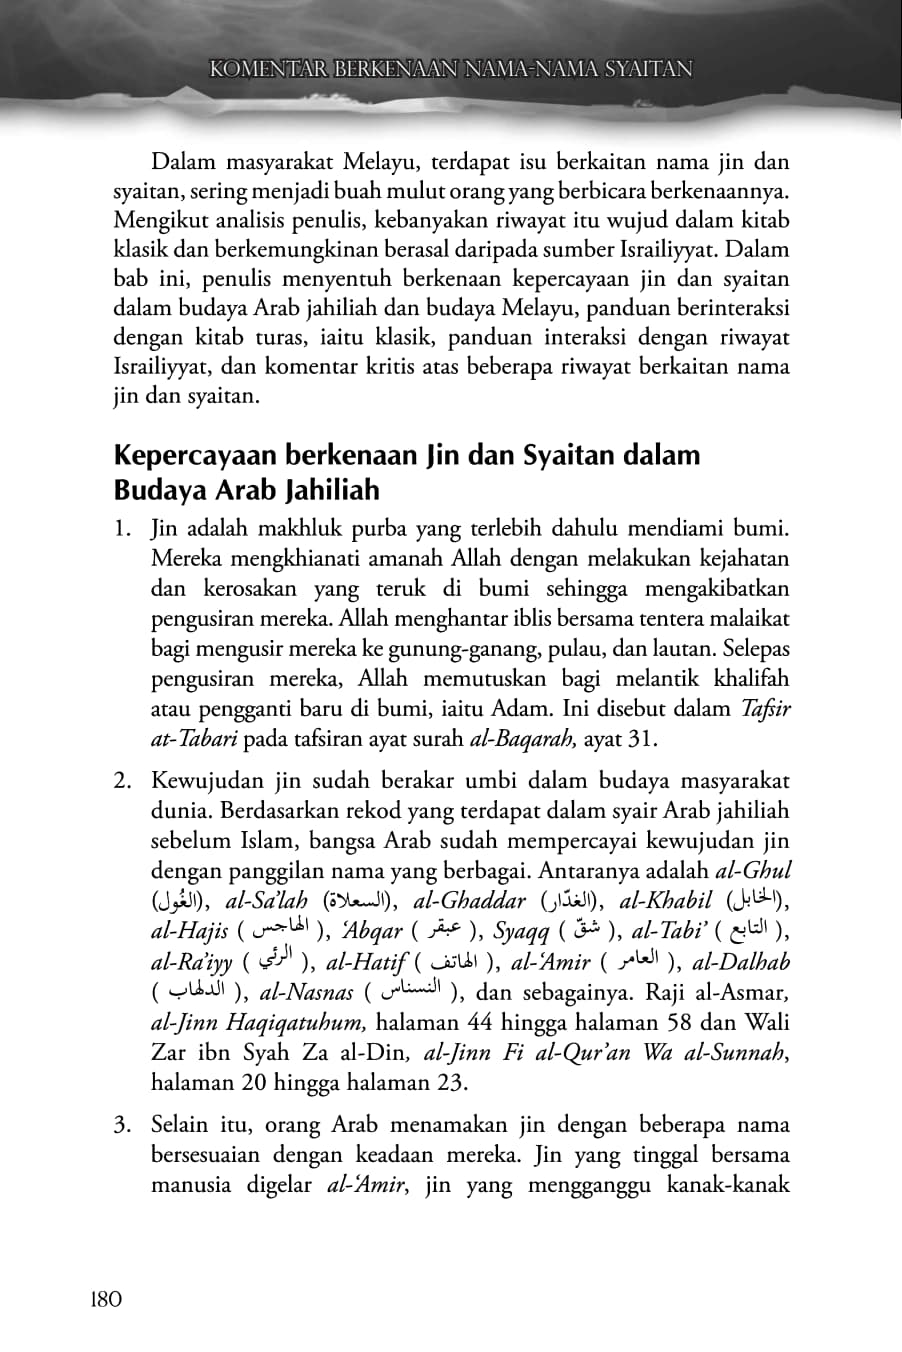 KOMENTAR BERKENAAN NAMA-NAMA SYAITAN
Dalam masyarakat Melayu, terdapat isu berkaitan nama jin dan
syaitan, sering menjadi buah mulut orang yang berbicara berkenaannya.
Mengikut analisis penulis, kebanyakan riwayat itu wujud dalam kitab
klasik dan berkemungkinan berasal daripada sumber Israiliyyat. Dalam
bab ini, penulis menyentuh berkenaan kepercayaan jin dan syaitan
dalam budaya Arab jahiliah dan budaya Melayu, panduan berinteraksi
dengan kitab turas, iaitu klasik, panduan interaksi dengan riwayat
Israiliyyat, dan komentar kritis atas beberapa riwayat berkaitan nama
jin dan syaitan.
Kepercayaan berkenaan Jin dan Syaitan dalam
Budaya Arab Jahiliah
1. Jin adalah makhluk purba yang terlebih dahulu mendiami bumi.
Mereka mengkhianati amanah Allah dengan melakukan kejahatan
dan kerosakan yang teruk di bumi sehingga mengakibatkan
pengusiran mereka. Allah menghantar iblis bersama tentera malaikat
bagi mengusir mereka ke gunung-ganang, pulau, dan lautan. Selepas
pengusiran mereka, Allah memutuskan bagi melantik khalifah
atau pengganti baru di bumi, iaitu Adam. Ini disebut dalam Tafsir
at-Tabari pada tafsiran ayat surah al-Baqarah, ayat 31.
2. Kewujudan jin sudah berakar umbi dalam budaya masyarakat
dunia. Berdasarkan rekod yang terdapat dalam syair Arab jahiliah
sebelum Islam, bangsa Arab sudah mempercayai kewujudan jin
dengan panggilan nama yang berbagai. Antaranya adalah al-Ghul
(الغُول), al-Sa’lah (السعلاة), al-Ghaddar (الغدّار), al-Khabil (الخابل),
al-Hajis ( الهاجس ), ‘Abqar ( عبقر ), Syaqq ( شقّ ), al-Tabi’ ( التابع ),
al-Ra’iyy ( الرئي ), al-Hatif ( الهاتف ), al-‘Amir ( العامر ), al-Dalhab
( الدلهاب ), al-Nasnas ( النسناس ), dan sebagainya. Raji al-Asmar,
al-Jinn Haqiqatuhum, halaman 44 hingga halaman 58 dan Wali
Zar ibn Syah Za al-Din, al-Jinn Fi al-Qur’an Wa al-Sunnah,
halaman 20 hingga halaman 23.
3. Selain itu, orang Arab menamakan jin dengan beberapa nama
bersesuaian dengan keadaan mereka. Jin yang tinggal bersama
manusia digelar al-‘Amir, jin yang mengganggu kanak-kanak
180